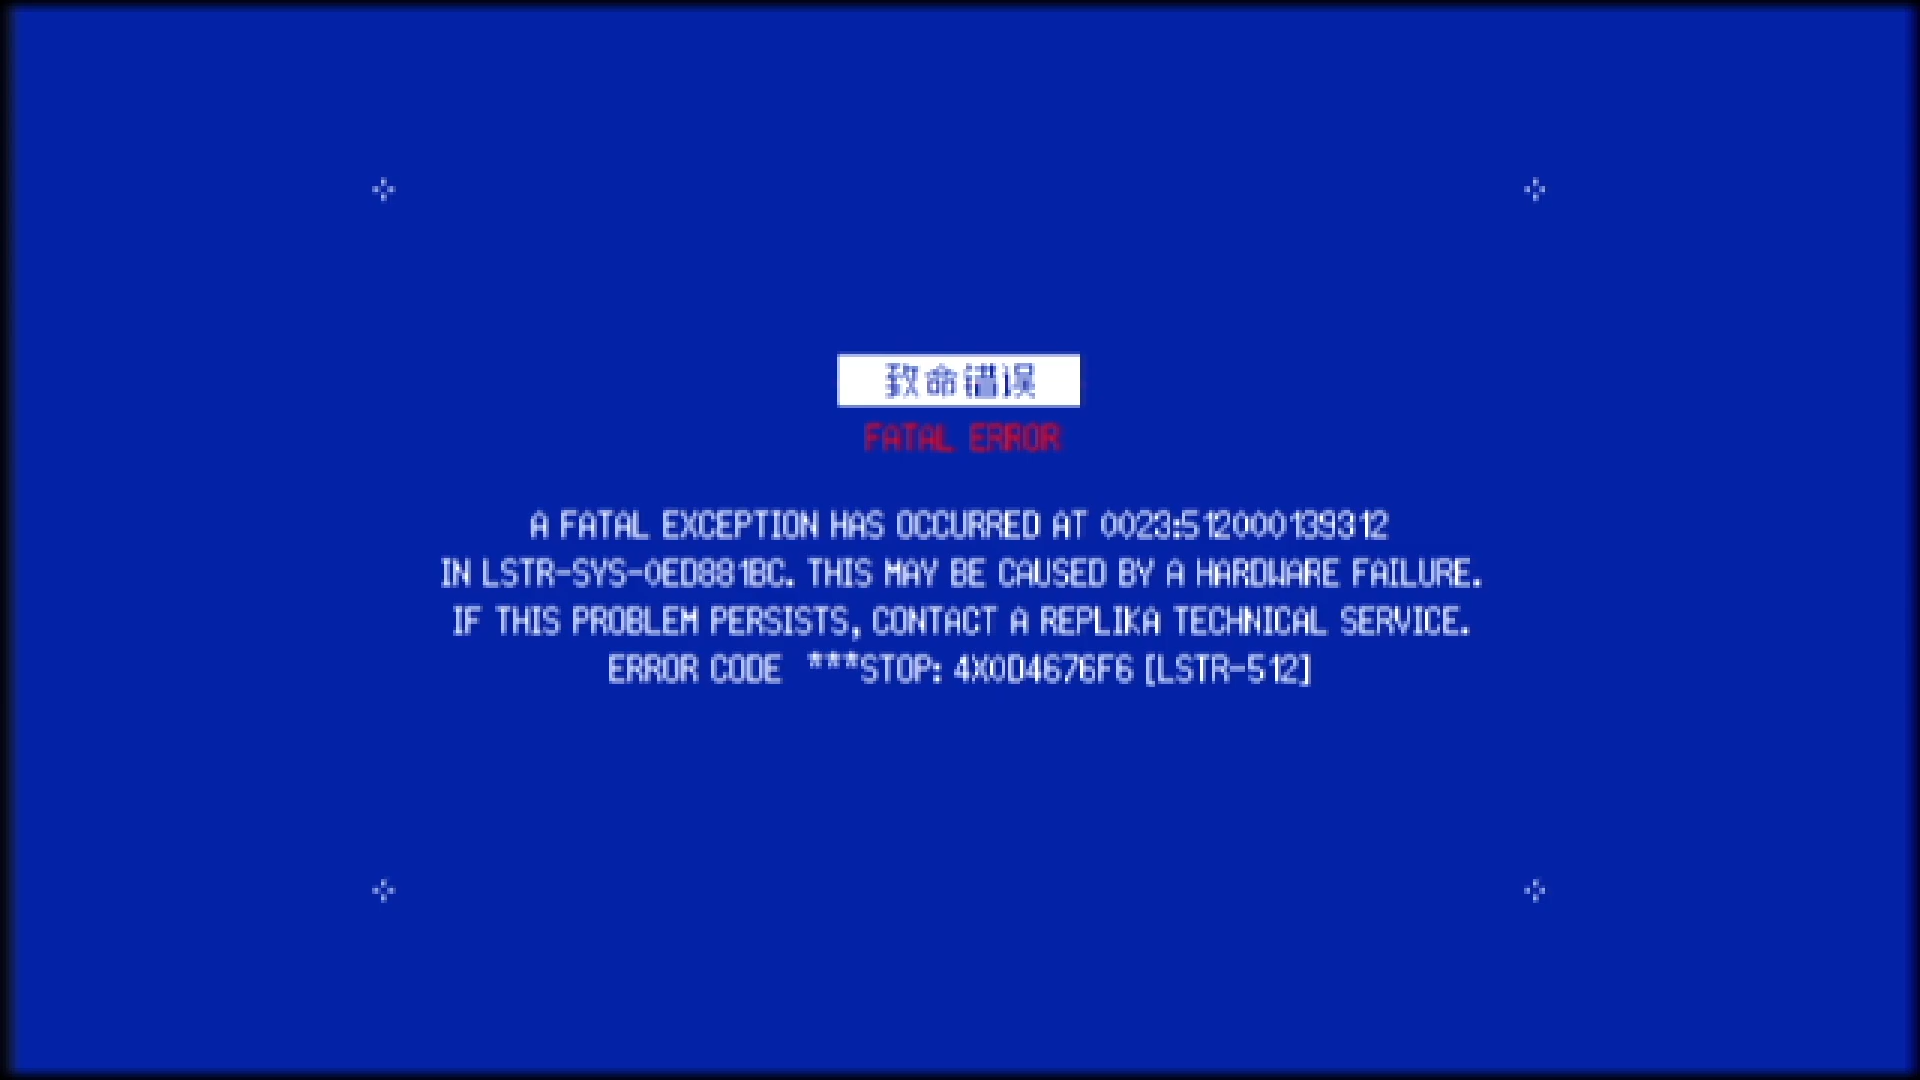 致命错误
FATAL ERROR
A FATAL EXCEPTION HAS OCCURRED AT 0023:512000139312
IN LSTR-SYS-0ED881BC. THIS MAY BE CAUSED BY A HARDWARE FAILURE.
IF THIS PROBLEM PERSISTS, CONTACT A REPLIKA TECHNICAL SERVICE.
ERROR CODE ***STOP: 4X0D4676F6 [LSTR-512]